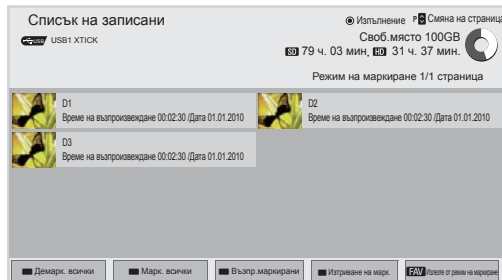 Списък на записани
Изпълнение P Смяна на страница
USB USB1 XTICK
Своб.място 100GB
SD 79 ч. 03 мин, HD 31 ч. 37 мин.
Режим на маркиране 1/1 страница
D1
Време на възпроизвеждане 00:02:30 /Дата 01.01.2010
D2
Време на възпроизвеждане 00:02:30 /Дата 01.01.2010
D3
Време на възпроизвеждане 00:02:30 /Дата 01.01.2010
Демарк. всички
Марк. всички
Възпр.маркирани
Изтриване на марк.
FAV Излезте от режим на маркиране